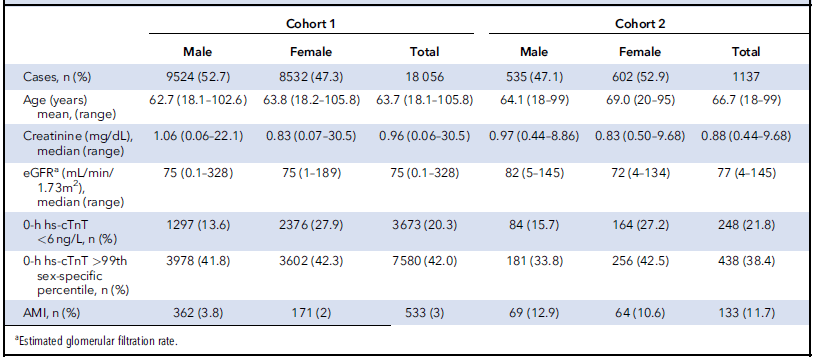 Cohort 1 Cohort 2
Male Female Total Male Female Total
Cases, n (%) 9524 (52.7) 8532 (47.3) 18 056 535 (47.1) 602 (52.9) 1137
Age (years) 62.7 (18.1–102.6) 63.8 (18.2–105.8) 63.7 (18.1–105.8) 64.1 (18–99) 69.0 (20–95) 66.7 (18–99)
mean, (range)
Creatinine (mg/dL), 1.06 (0.06–22.1) 0.83 (0.07–30.5) 0.96 (0.06–30.5) 0.97 (0.44–8.86) 0.83 (0.50–9.68) 0.88 (0.44–9.68)
median (range)
eGFRᵃ (mL/min/ 75 (0.1–328) 75 (1–189) 75 (0.1–328) 82 (5–145) 72 (4–134) 77 (4–145)
1.73m²),
median (range)
0-h hs-cTnT 1297 (13.6) 2376 (27.9) 3673 (20.3) 84 (15.7) 164 (27.2) 248 (21.8)
<6 ng/L, n (%)
0-h hs-cTnT >99th 3978 (41.8) 3602 (42.3) 7580 (42.0) 181 (33.8) 256 (42.5) 438 (38.4)
sex-specific
percentile, n (%)
AMI, n (%) 362 (3.8) 171 (2) 533 (3) 69 (12.9) 64 (10.6) 133 (11.7)
ᵃEstimated glomerular filtration rate.